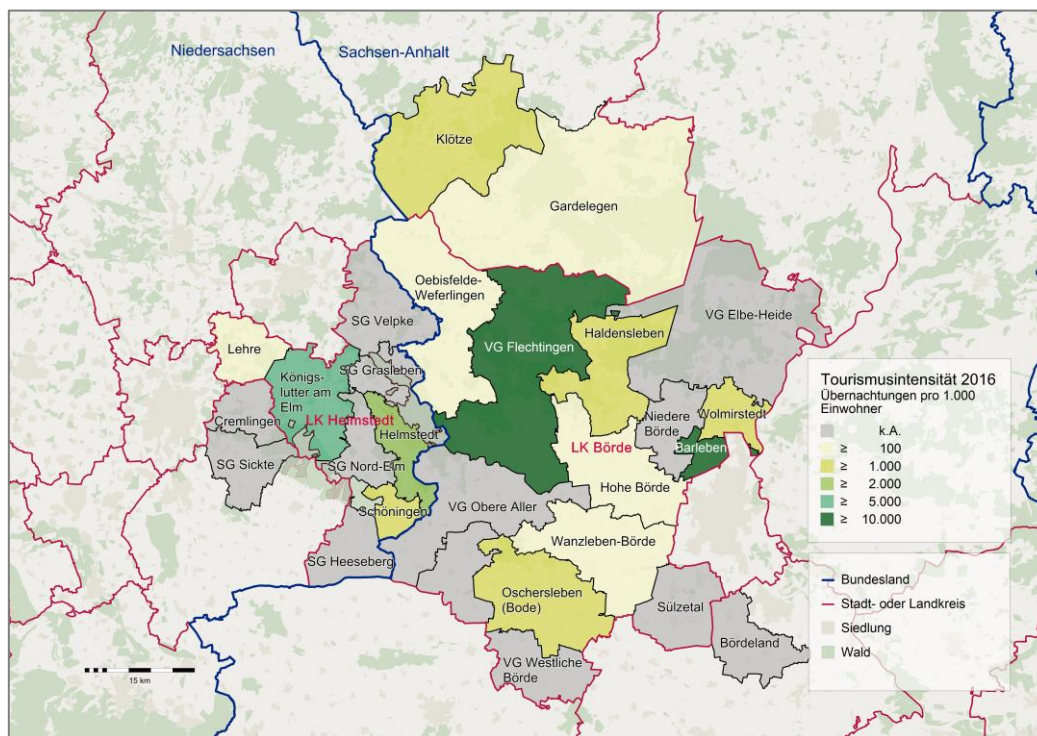 Niedersachsen
Sachsen-Anhalt
Klötze
Gardelegen
Oebisfelde-
Weferlingen
SG Velpke
VG Elbe-Heide
Haldensleben
VG Flechtingen
Lehre
SG Grasleben
Königs-
lutter am
Elm
Cremlingen
LK Helmstedt
Helmstedt
SG Sickte
SG Nord-Elm
Schöningen
SG Heeseberg
VG Obere Aller
LK Börde
Niedere
Börde
Wolmirstedt
Barleben
Hohe Börde
Wanzleben-Börde
Oschersleben
(Bode)
Sülzetal
Bördeland
VG Westliche
Börde
Tourismusintensität 2016
Übernachtungen pro 1.000
Einwohner
k.A.
≥ 100
≥ 1.000
≥ 2.000
≥ 5.000
≥ 10.000
Bundesland
Stadt- oder Landkreis
Siedlung
Wald
15 km